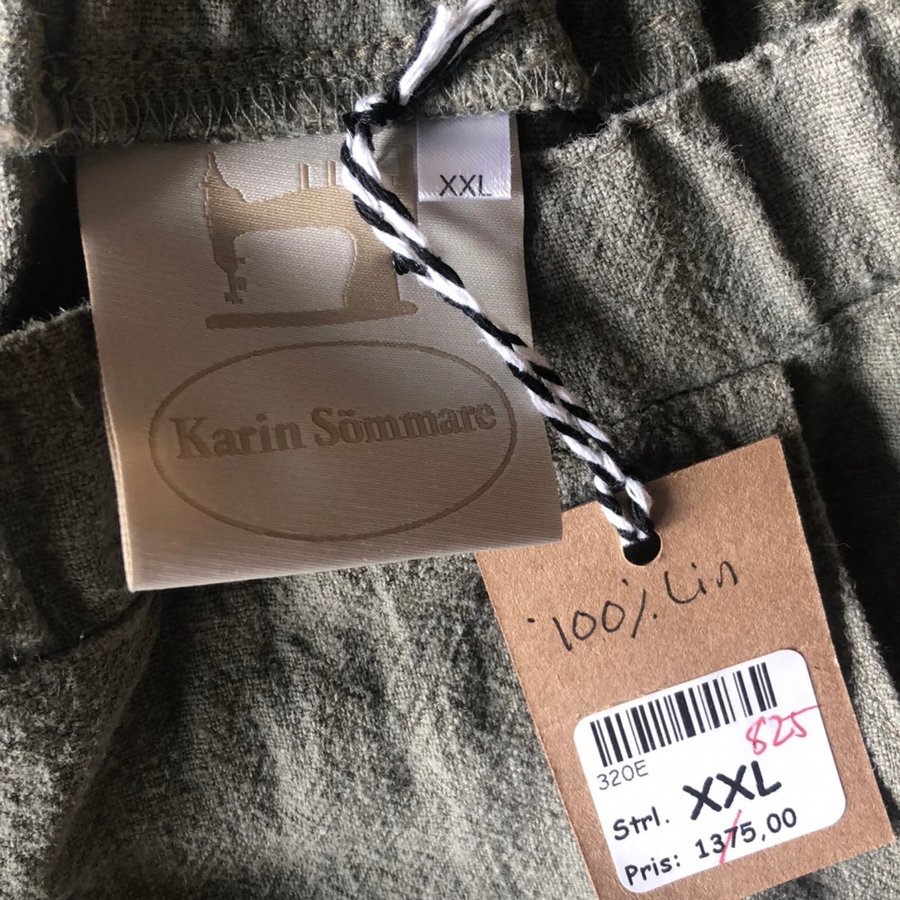 XXL
Karin Sömmare
100% Lin
825
320E
Strl. XXL
Pris: 1375,00